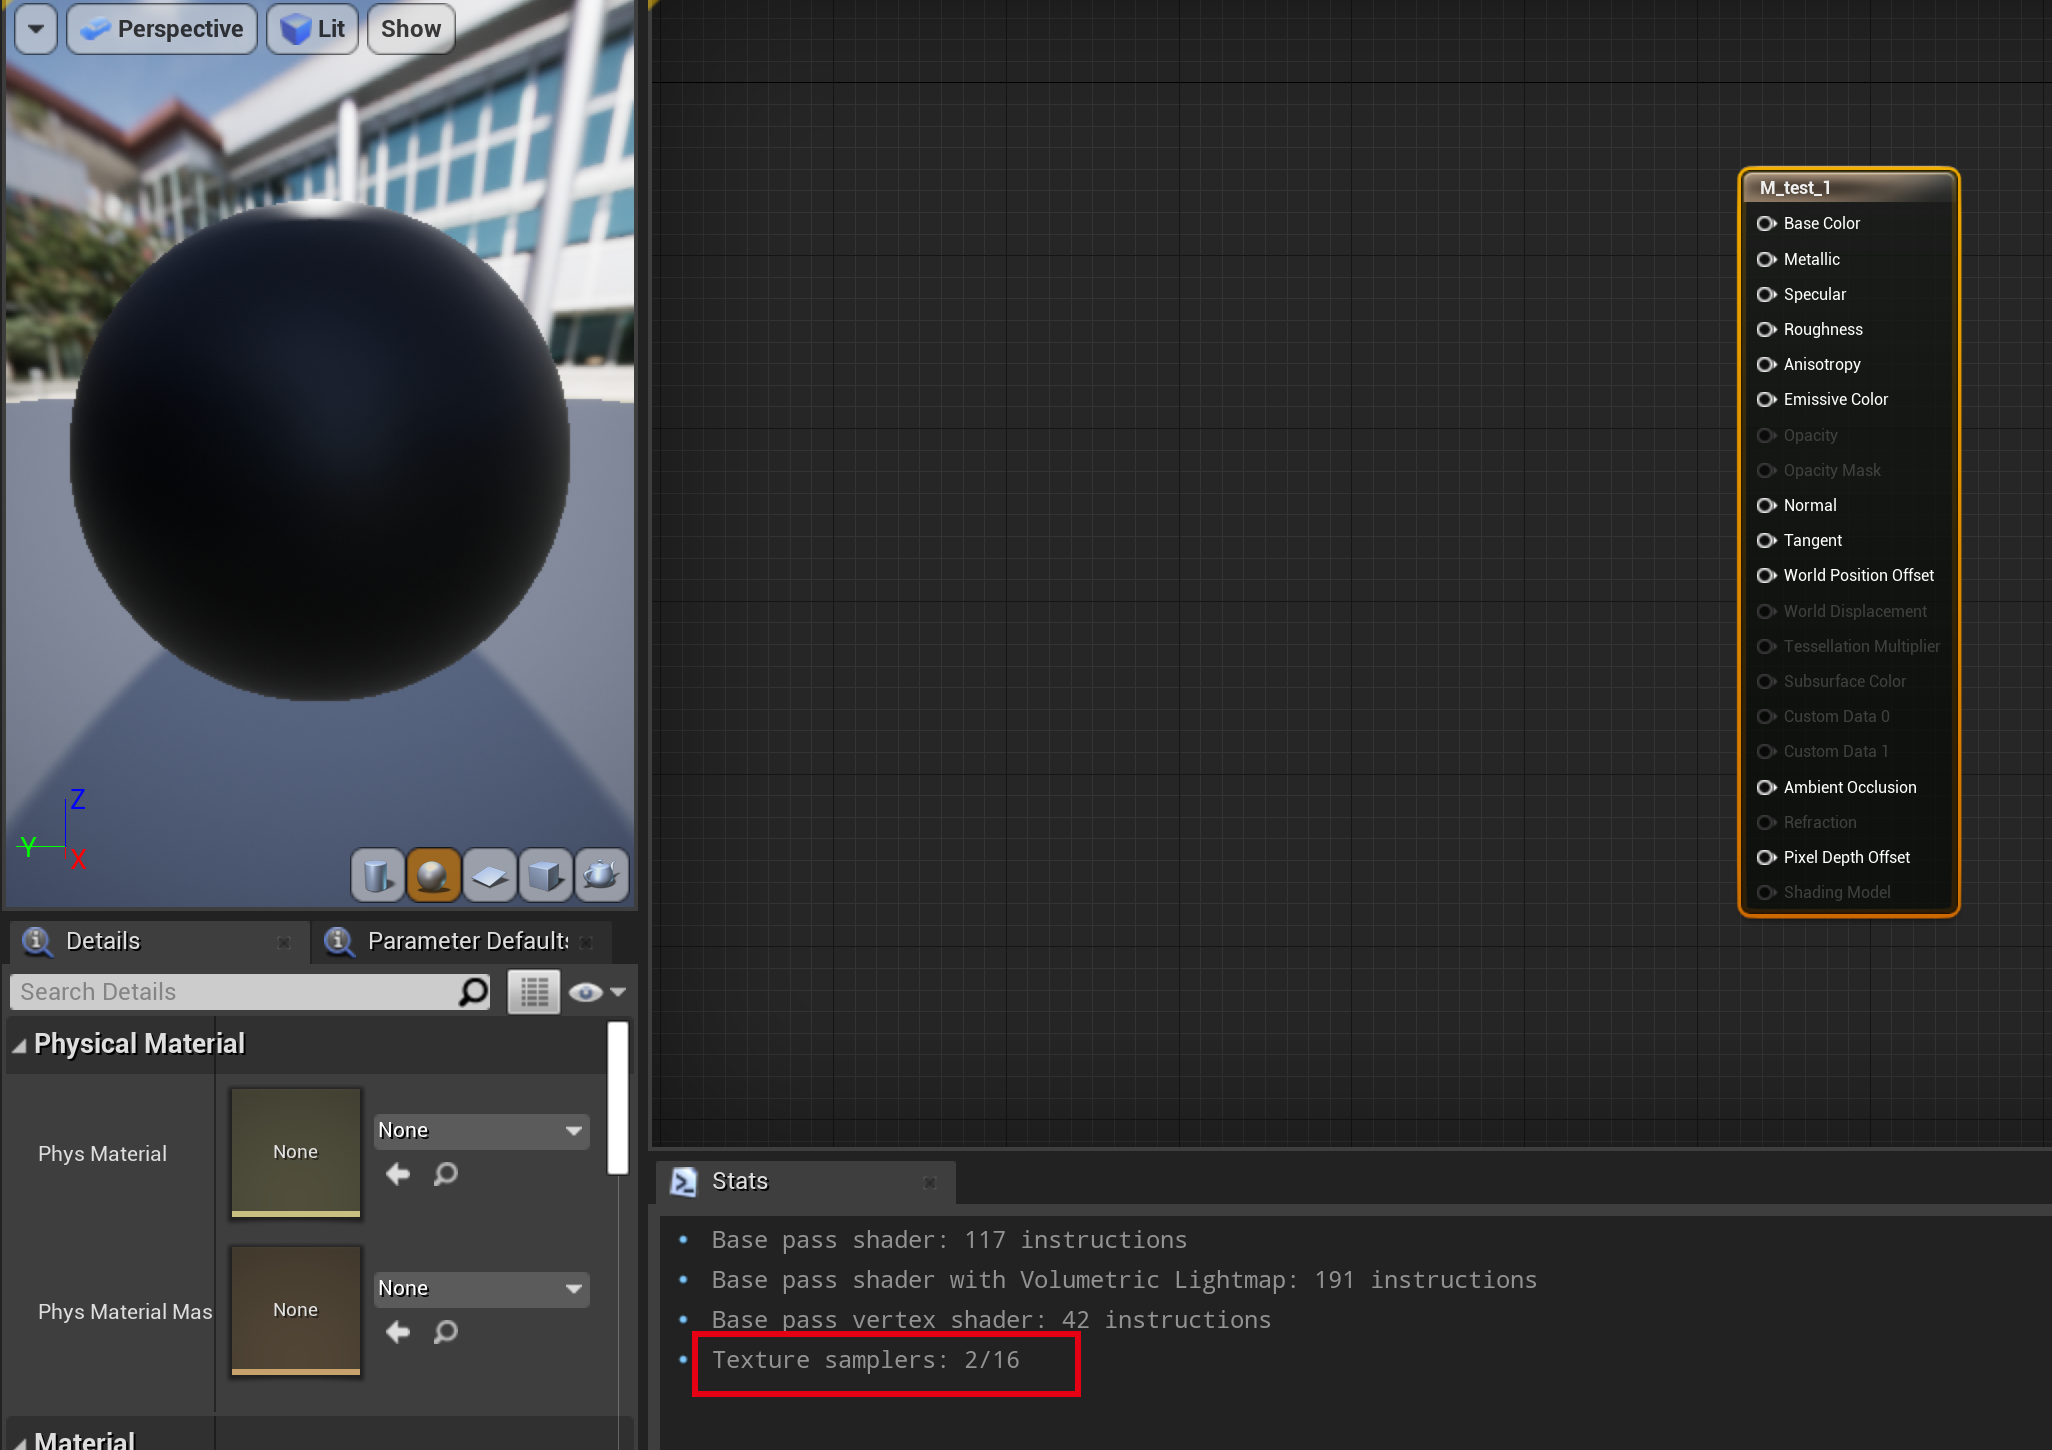 Perspective
Lit
Show
Z
Y
X
Details
Parameter Defaults
Search Details
Physical Material
Phys Material
None
None
Phys Material Mas
None
None
Material
M_test_1
Base Color
Metallic
Specular
Roughness
Anisotropy
Emissive Color
Opacity
Opacity Mask
Normal
Tangent
World Position Offset
World Displacement
Tessellation Multiplier
Subsurface Color
Custom Data 0
Custom Data 1
Ambient Occlusion
Refraction
Pixel Depth Offset
Shading Model
Stats
Base pass shader: 117 instructions
Base pass shader with Volumetric Lightmap: 191 instructions
Base pass vertex shader: 42 instructions
Texture samplers: 2/16